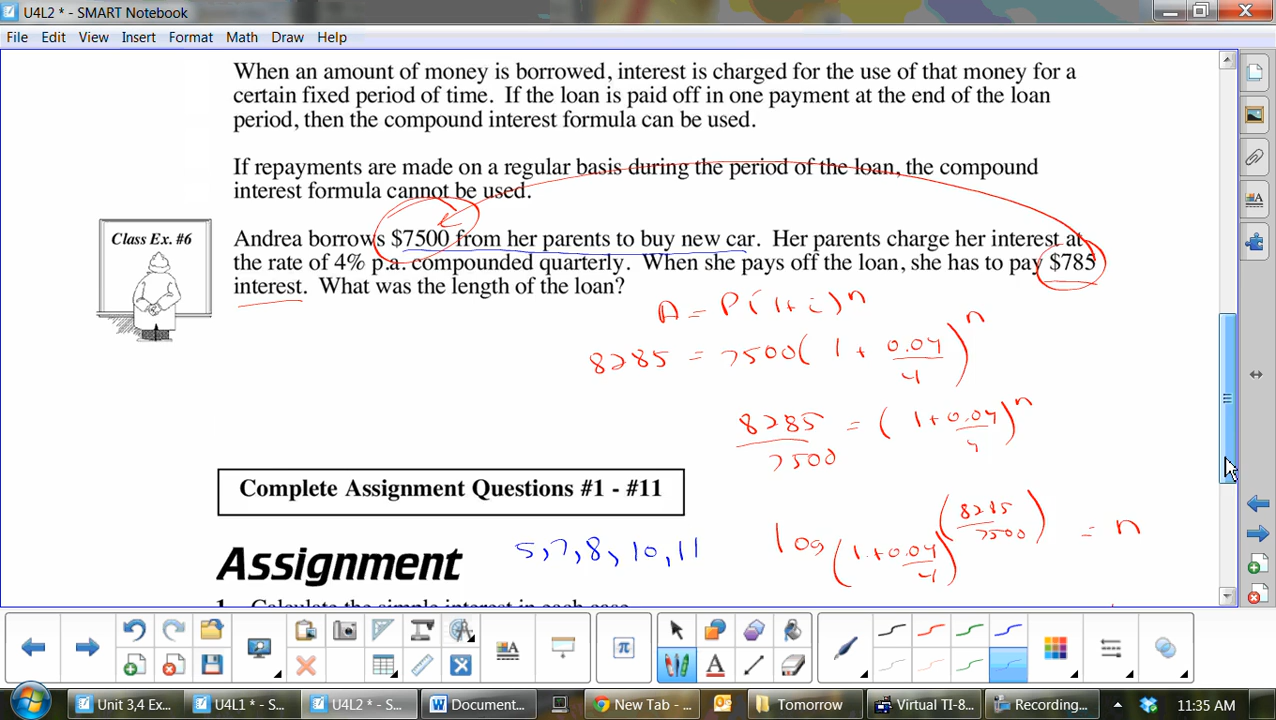 U4L2 * - SMART Notebook
File Edit View Insert Format Math Draw Help
When an amount of money is borrowed, interest is charged for the use of that money for a
certain fixed period of time. If the loan is paid off in one payment at the end of the loan
period, then the compound interest formula can be used.
If repayments are made on a regular basis during the period of the loan, the compound
interest formula cannot be used.
Class Ex. #6
Andrea borrows $7500 from her parents to buy new car. Her parents charge her interest at
the rate of 4% p.a. compounded quarterly. When she pays off the loan, she has to pay $785
interest. What was the length of the loan?
A = P(1+i)^n
8285 = 7500(1 + 0.04/4)^n
8285/7500 = (1+0.04/4)^n
log(1+0.04/4) (8285/7500) = n
Complete Assignment Questions #1 - #11
Assignment
5,7,8,10,11
1. Calculate the simple interest in each case
π
A
Unit 3,4 Ex... U4L1 * - S... U4L2 * - S... Document... New Tab - ... Tomorrow Virtual TI-8... Recording... 11:35 AM